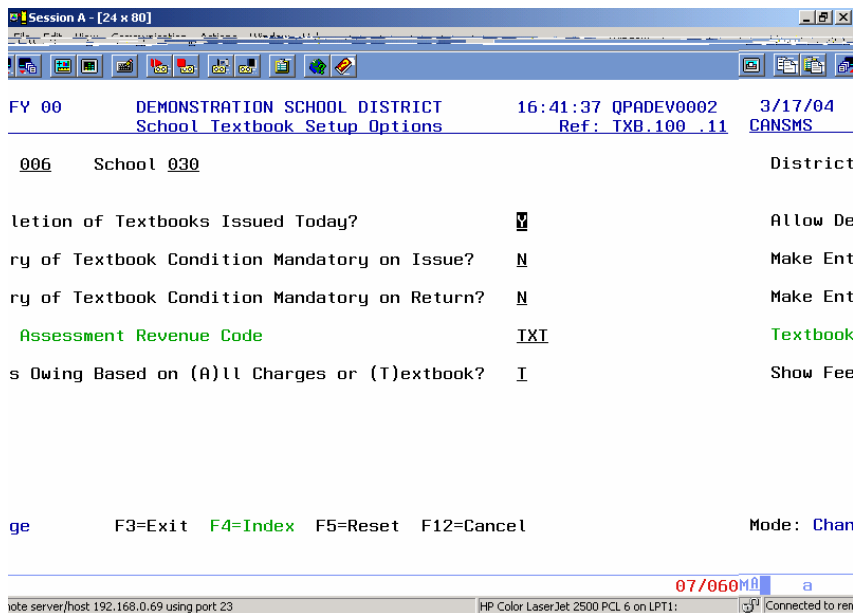 Session A - [24 x 80]
FY 00 DEMONSTRATION SCHOOL DISTRICT 16:41:37 QPADEV0002 3/17/04
School Textbook Setup Options Ref: TXB.100 .11 CANSMS
006 School 030 District
letion of Textbooks Issued Today? Y Allow De
ry of Textbook Condition Mandatory on Issue? N Make Ent
ry of Textbook Condition Mandatory on Return? N Make Ent
Assessment Revenue Code TXT Textbook
s Owing Based on (A)ll Charges or (T)extbook? T Show Fee
ge F3=Exit F4=Index F5=Reset F12=Cancel Mode: Chan
07/060 MA a
note server/host 192.168.0.69 using port 23 HP Color LaserJet 2500 PCL 6 on LPT1: Connected to ren